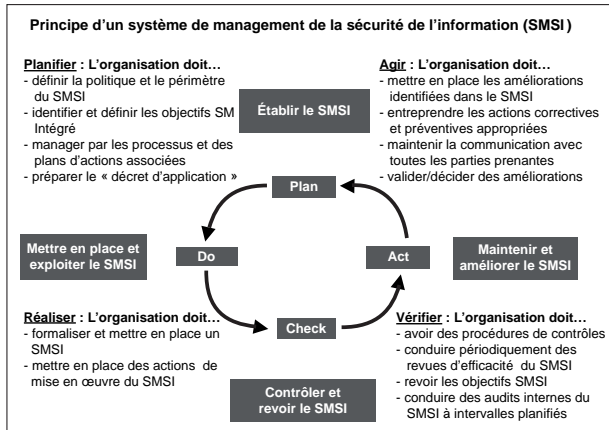 Principe d'un système de management de la sécurité de l'information (SMSI)
Planifier : L'organisation doit…
- définir la politique et le périmètre
du SMSI
- identifier et définir les objectifs SM
Intégré
- manager par les processus et des
plans d'actions associées
- préparer le « décret d'application »
Établir le SMSI
Agir : L'organisation doit…
- mettre en place les améliorations
identifiées dans le SMSI
- entreprendre les actions correctives
et préventives appropriées
- maintenir la communication avec
toutes les parties prenantes
- valider/décider des améliorations
Plan
Mettre en place et
exploiter le SMSI
Do
Act
Maintenir et
améliorer le SMSI
Check
Réaliser : L'organisation doit…
- formaliser et mettre en place un
SMSI
- mettre en place des actions de
mise en œuvre du SMSI
Contrôler et
revoir le SMSI
Vérifier : L'organisation doit…
- avoir des procédures de contrôles
- conduire périodiquement des
revues d'efficacité du SMSI
- revoir les objectifs SMSI
- conduire des audits internes du
SMSI à intervalles planifiés